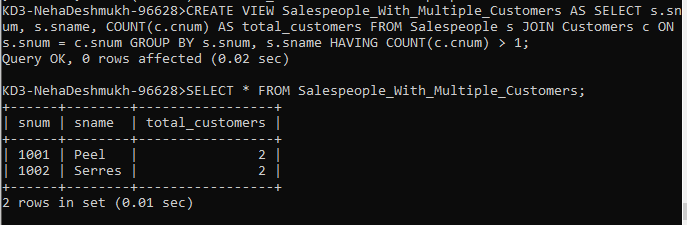 KD3-NehaDeshmukh-96628>CREATE VIEW Salespeople_With_Multiple_Customers AS SELECT s.sn
um, s.sname, COUNT(c.cnum) AS total_customers FROM Salespeople s JOIN Customers c ON
s.snum = c.snum GROUP BY s.snum, s.sname HAVING COUNT(c.cnum) > 1;
Query OK, 0 rows affected (0.02 sec)
KD3-NehaDeshmukh-96628>SELECT * FROM Salespeople_With_Multiple_Customers;
+------+--------+-----------------+
| snum | sname  | total_customers |
+------+--------+-----------------+
| 1001 | Peel   |               2 |
| 1002 | Serres |               2 |
+------+--------+-----------------+
2 rows in set (0.01 sec)